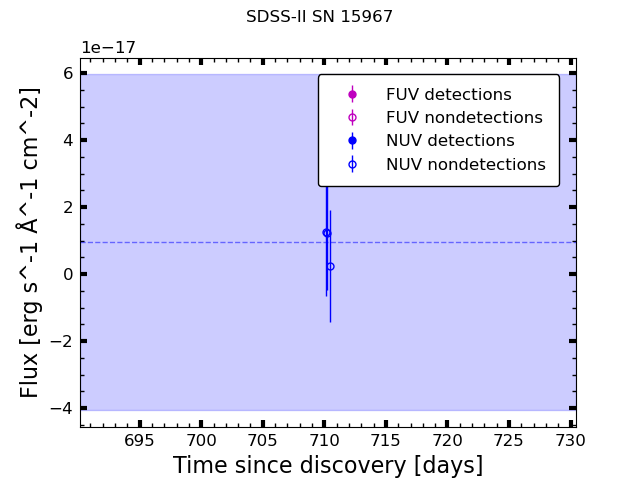 SDSS-II SN 15967
1e−17
6
4
2
0
−2
−4
FUV detections
FUV nondetections
NUV detections
NUV nondetections
Flux [erg s^-1 Å^-1 cm^-2]
695 700 705 710 715 720 725 730
Time since discovery [days]